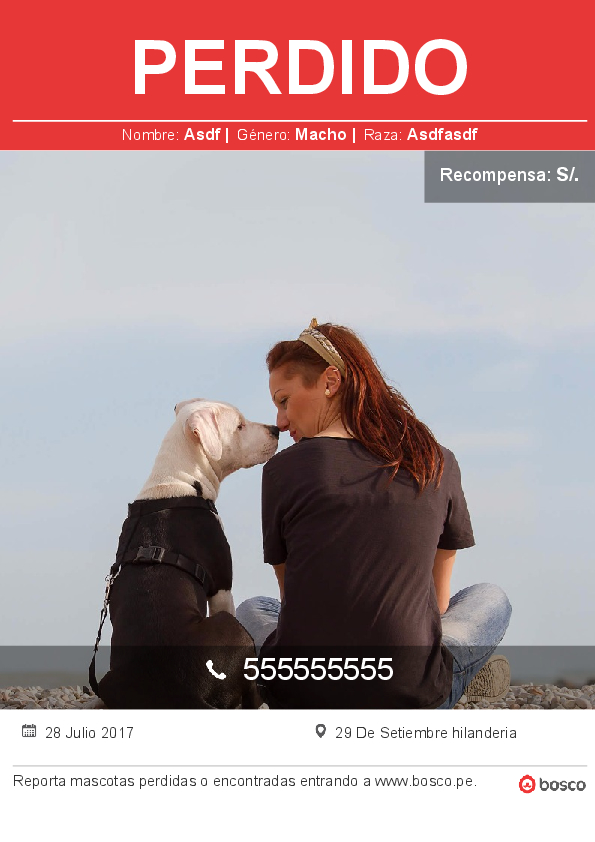 PERDIDO
Nombre: Asdf | Género: Macho | Raza: Asdfasdf
Recompensa: S/.
555555555
28 Julio 2017 29 De Setiembre hilanderia
Reporta mascotas perdidas o encontradas entrando a www.bosco.pe. bosco